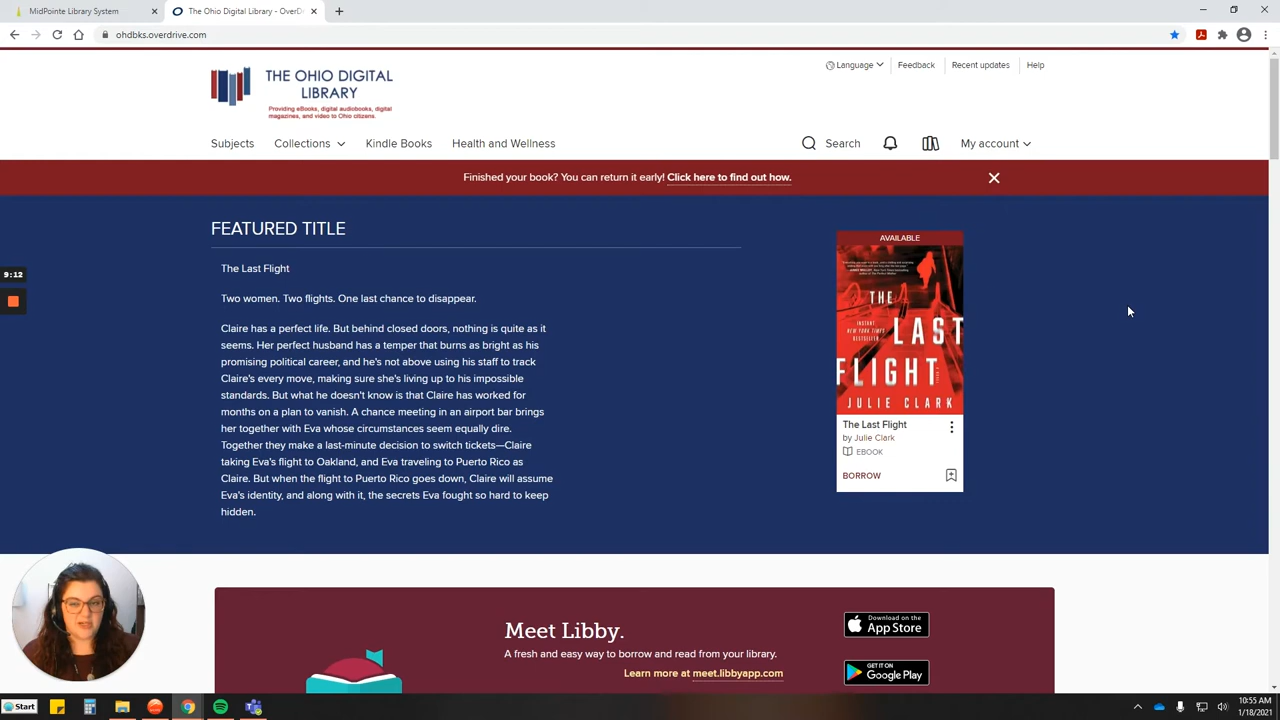 MidPointe Library System
The Ohio Digital Library - OverDr
ohdbks.overdrive.com
THE OHIO DIGITAL
LIBRARY
Providing eBooks, digital audiobooks, digital
magazines, and video to Ohio citizens.
Language
Feedback
Recent updates
Help
Subjects
Collections
Kindle Books
Health and Wellness
Search
My account
Finished your book? You can return it early! Click here to find out how.
9:12
FEATURED TITLE
The Last Flight
Two women. Two flights. One last chance to disappear.
Claire has a perfect life. But behind closed doors, nothing is quite as it
seems. Her perfect husband has a temper that burns as bright as his
promising political career, and he's not above using his staff to track
Claire's every move, making sure she's living up to his impossible
standards. But what he doesn't know is that Claire has worked for
months on a plan to vanish. A chance meeting in an airport bar brings
her together with Eva whose circumstances seem equally dire.
Together they make a last-minute decision to switch tickets—Claire
taking Eva's flight to Oakland, and Eva traveling to Puerto Rico as
Claire. But when the flight to Puerto Rico goes down, Claire will assume
Eva's identity, and along with it, the secrets Eva fought so hard to keep
hidden.
AVAILABLE
THE
INSTANT
NEW YORK TIMES
BESTSELLER
LAST
FLIGHT
JULIE CLARK
The Last Flight
by Julie Clark
EBOOK
BORROW
Meet Libby.
A fresh and easy way to borrow and read from your library.
Learn more at meet.libbyapp.com
Download on the
App Store
GET IT ON
Google Play
Start
10:55 AM
1/18/2021